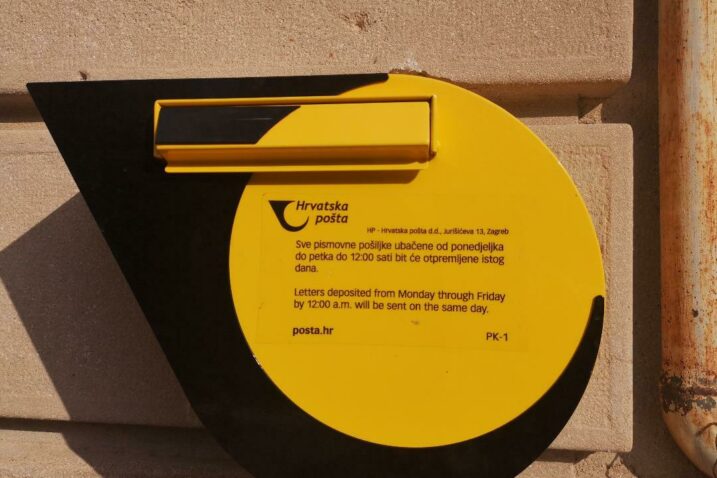 Hrvatska
pošta
HP - Hrvatska pošta d.d., Jurišićeva 13, Zagreb
Sve pismovne pošiljke ubačene od ponedjeljka
do petka do 12:00 sati bit će otpremljene istog
dana.
Letters deposited from Monday through Friday
by 12:00 a.m. will be sent on the same day.
posta.hr
PK-1